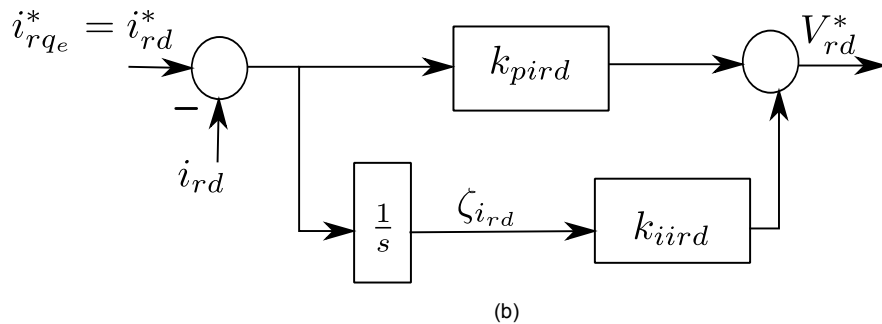 i*_{rq_e} = i*_{rd}
k_{pird}
V*_{rd}
−
i_{rd}
1/s
ζ_{i_{rd}}
k_{iird}
(b)